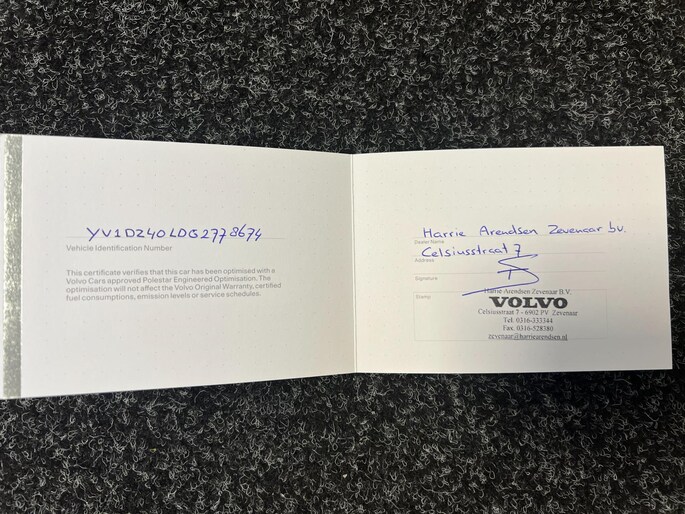 YV1DZ40LDG2778674
Vehicle Identification Number
This certificate verifies that this car has been optimised with a
Volvo Cars approved Polestar Engineered Optimisation. The
optimisation will not affect the Volvo Original Warranty, certified
fuel consumptions, emission levels or service schedules.
Harrie Arendsen Zevenaar bv.
Dealer Name
Celsiusstraat 7
Address
Signature
Harrie Arendsen Zevenaar B.V.
Stamp
VOLVO
Celsiusstraat 7 - 6902 PV Zevenaar
Tel. 0316-333344
Fax. 0316-528380
zevenaar@harriearendsen.nl